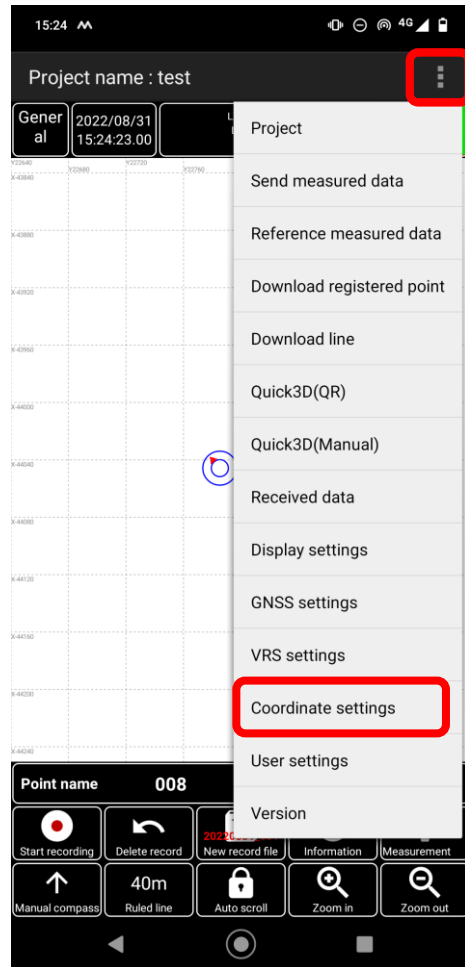 15:24
4G
Project name : test
Gener
al
2022/08/31
15:24:23.00
L
Project
Send measured data
Reference measured data
Download registered point
Download line
Quick3D(QR)
Quick3D(Manual)
Received data
Display settings
GNSS settings
VRS settings
Coordinate settings
User settings
Version
Y22640
Y22680
Y22720
Y22760
X-43840
X-43880
X-43920
X-43960
X-44000
X-44040
X-44080
X-44120
X-44160
X-44200
X-44240
Point name 008
Start recording
Delete record
New record file
Information
Measurement
Manual compass
40m
Ruled line
Auto scroll
Zoom in
Zoom out